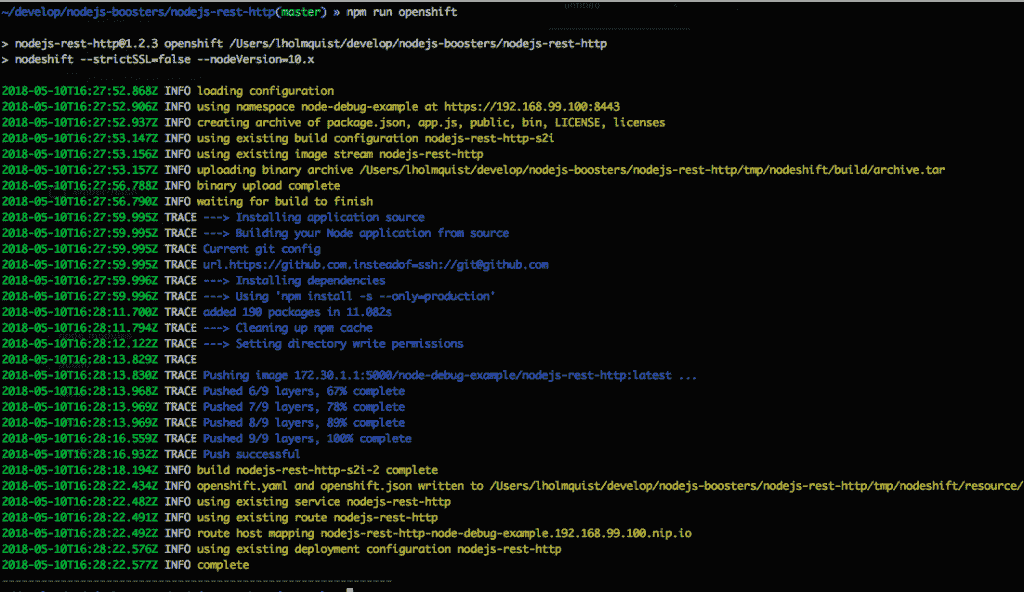 ~/develop/nodejs-boosters/nodejs-rest-http(master) » npm run openshift
> nodejs-rest-http@1.2.3 openshift /Users/lholmquist/develop/nodejs-boosters/nodejs-rest-http
> nodeshift --strictSSL=false --nodeVersion=10.x
2018-05-10T16:27:52.868Z INFO loading configuration
2018-05-10T16:27:52.906Z INFO using namespace node-debug-example at https://192.168.99.100:8443
2018-05-10T16:27:52.937Z INFO creating archive of package.json, app.js, public, bin, LICENSE, licenses
2018-05-10T16:27:53.147Z INFO using existing build configuration nodejs-rest-http-s2i
2018-05-10T16:27:53.156Z INFO using existing image stream nodejs-rest-http
2018-05-10T16:27:53.157Z INFO uploading binary archive /Users/lholmquist/develop/nodejs-boosters/nodejs-rest-http/tmp/nodeshift/build/archive.tar
2018-05-10T16:27:56.788Z INFO binary upload complete
2018-05-10T16:27:56.790Z INFO waiting for build to finish
2018-05-10T16:27:59.995Z TRACE ---> Installing application source
2018-05-10T16:27:59.995Z TRACE ---> Building your Node application from source
2018-05-10T16:27:59.995Z TRACE Current git config
2018-05-10T16:27:59.995Z TRACE url.https://github.com.insteadof=ssh://git@github.com
2018-05-10T16:27:59.996Z TRACE ---> Installing dependencies
2018-05-10T16:27:59.996Z TRACE ---> Using 'npm install -s --only=production'
2018-05-10T16:28:11.700Z TRACE added 190 packages in 11.082s
2018-05-10T16:28:11.794Z TRACE ---> Cleaning up npm cache
2018-05-10T16:28:12.122Z TRACE ---> Setting directory write permissions
2018-05-10T16:28:13.829Z TRACE
2018-05-10T16:28:13.830Z TRACE Pushing image 172.30.1.1:5000/node-debug-example/nodejs-rest-http:latest ...
2018-05-10T16:28:13.968Z TRACE Pushed 6/9 layers, 67% complete
2018-05-10T16:28:13.969Z TRACE Pushed 7/9 layers, 78% complete
2018-05-10T16:28:13.969Z TRACE Pushed 8/9 layers, 89% complete
2018-05-10T16:28:16.559Z TRACE Pushed 9/9 layers, 100% complete
2018-05-10T16:28:16.932Z TRACE Push successful
2018-05-10T16:28:18.194Z INFO build nodejs-rest-http-s2i-2 complete
2018-05-10T16:28:22.434Z INFO openshift.yaml and openshift.json written to /Users/lholmquist/develop/nodejs-boosters/nodejs-rest-http/tmp/nodeshift/resource/
2018-05-10T16:28:22.482Z INFO using existing service nodejs-rest-http
2018-05-10T16:28:22.491Z INFO using existing route nodejs-rest-http
2018-05-10T16:28:22.492Z INFO route host mapping nodejs-rest-http-node-debug-example.192.168.99.100.nip.io
2018-05-10T16:28:22.576Z INFO using existing deployment configuration nodejs-rest-http
2018-05-10T16:28:22.577Z INFO complete